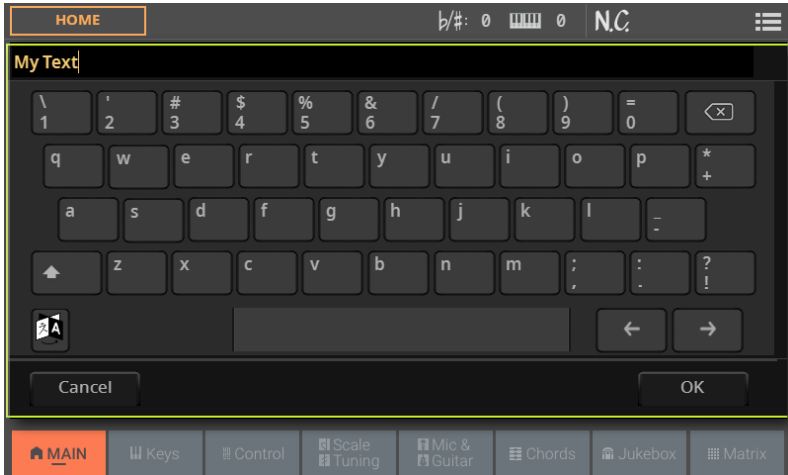 HOME ♭/#: 0 0 N.C.
My Text
\ ' # $ % & / ( ) =
1 2 3 4 5 6 7 8 9 0
q w e r t y u i o p *
+
a s d f g h j k l _
-
z x c v b n m ; : ?
, . !
文 A
← →
Cancel OK
MAIN Keys Control Scale Tuning Mic & Guitar Chords Jukebox Matrix